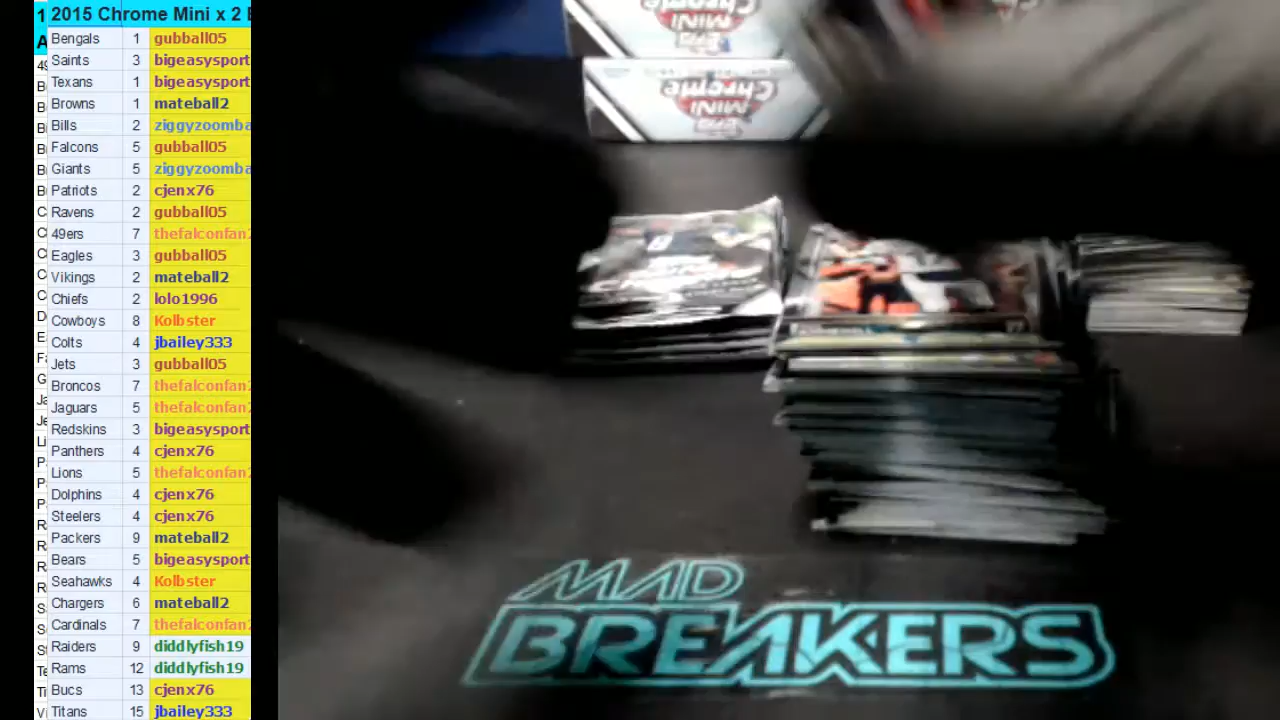 2015 Chrome Mini x 2
Bengals 1 gubball05
Saints 3 bigeasysport
Texans 1 bigeasysport
Browns 1 mateball2
Bills 2 ziggyzoomba
Falcons 5 gubball05
Giants 5 ziggyzoomba
Patriots 2 cjenx76
Ravens 2 gubball05
49ers 7 thefalconfan
Eagles 3 gubball05
Vikings 2 mateball2
Chiefs 2 lolo1996
Cowboys 8 Kolbster
Colts 4 jbailey333
Jets 3 gubball05
Broncos 7 thefalconfan
Jaguars 5 thefalconfan
Redskins 3 bigeasysport
Panthers 4 cjenx76
Lions 5 thefalconfan
Dolphins 4 cjenx76
Steelers 4 cjenx76
Packers 9 mateball2
Bears 5 bigeasysport
Seahawks 4 Kolbster
Chargers 6 mateball2
Cardinals 7 thefalconfan
Raiders 9 diddlyfish19
Rams 12 diddlyfish19
Bucs 13 cjenx76
Titans 15 jbailey333
MINI
Chrome
Chrome
MINI
MAD
BREAKERS